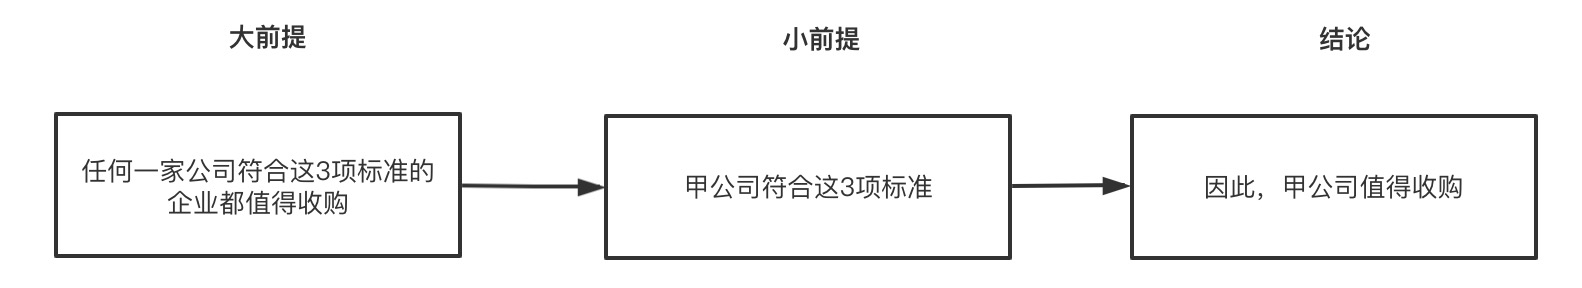 大前提
小前提
结论
任何一家公司符合这3项标准的
企业都值得收购
甲公司符合这3项标准
因此，甲公司值得收购